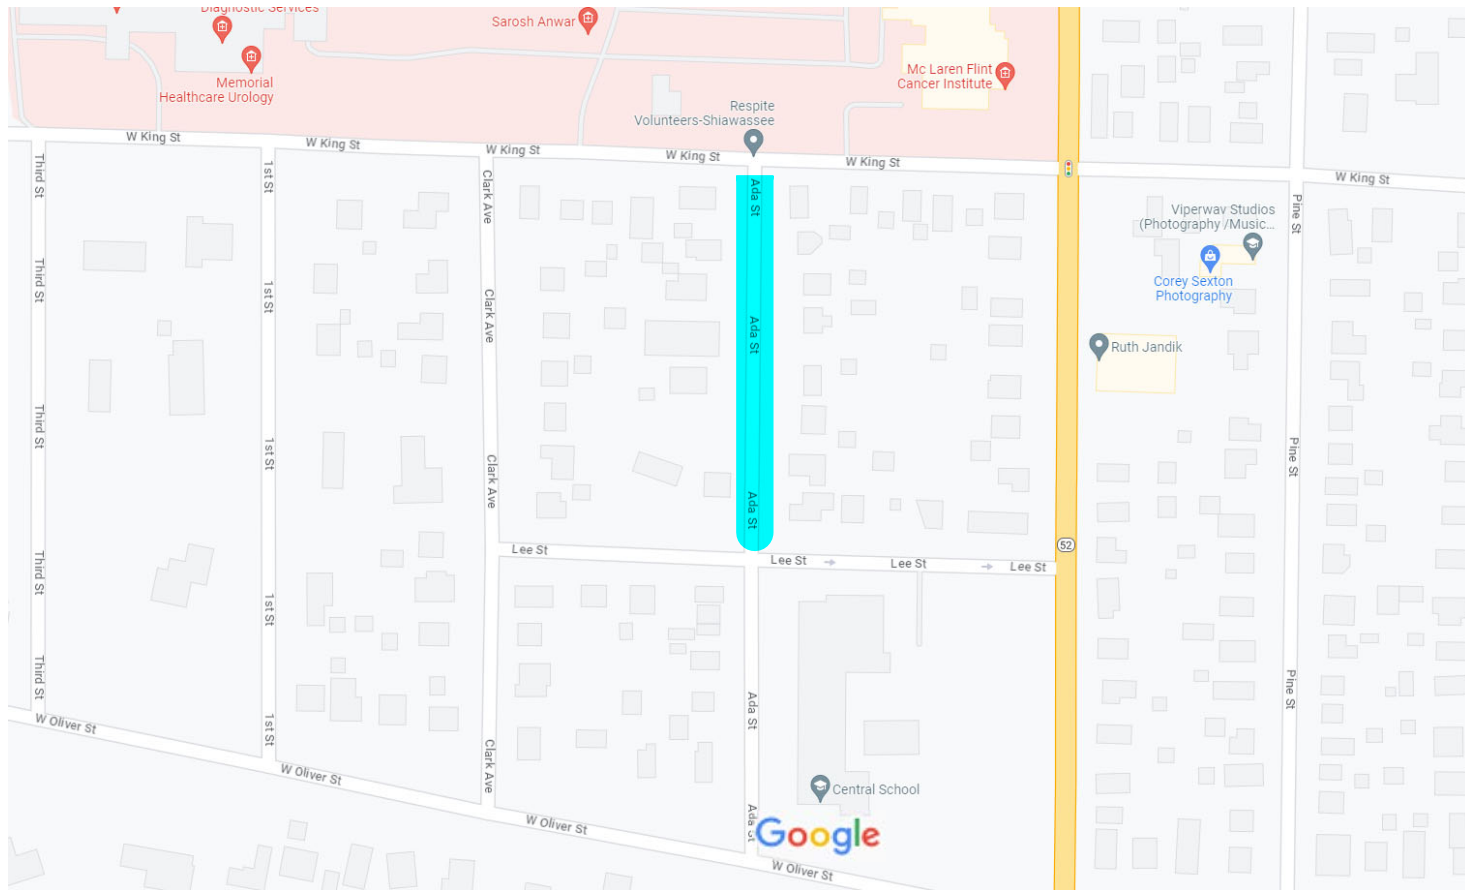 Diagnostic Services
Sarosh Anwar
Memorial
Healthcare Urology
Mc Laren Flint
Cancer Institute
Respite
Volunteers-Shiawassee
W King St
W King St
W King St
W King St
W King St
W King St
Third St
1st St
Clark Ave
Ada St
Pine St
Viperwav Studios
(Photography /Music...
Corey Sexton
Photography
Third St
1st St
Clark Ave
Ada St
Ruth Jandik
Third St
1st St
Clark Ave
Ada St
Pine St
Lee St
Lee St
Lee St
Lee St
52
Third St
1st St
Third St
1st St
Clark Ave
Ada St
Pine St
W Oliver St
W Oliver St
W Oliver St
W Oliver St
Central School
Ada St
Google